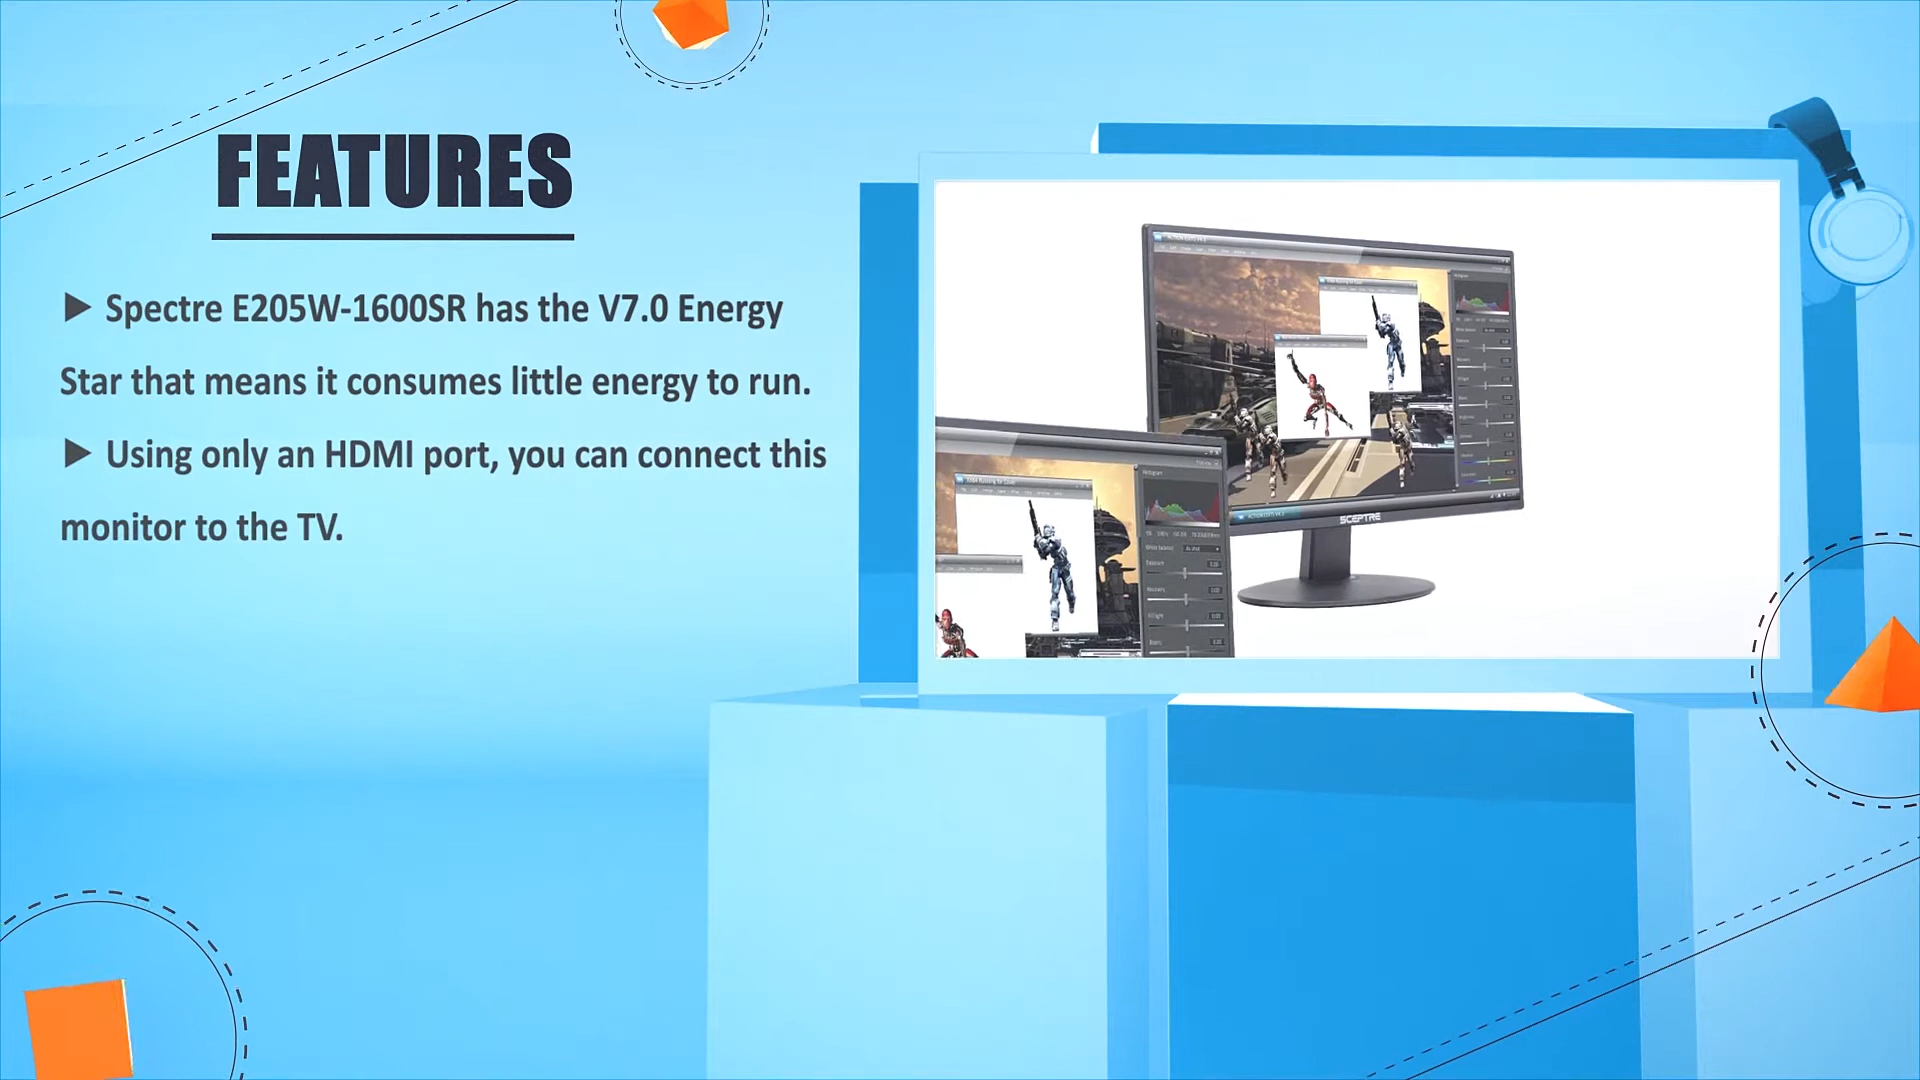 FEATURES
► Spectre E205W-1600SR has the V7.0 Energy
Star that means it consumes little energy to run.
► Using only an HDMI port, you can connect this
monitor to the TV.
SCEPTRE
Histogram